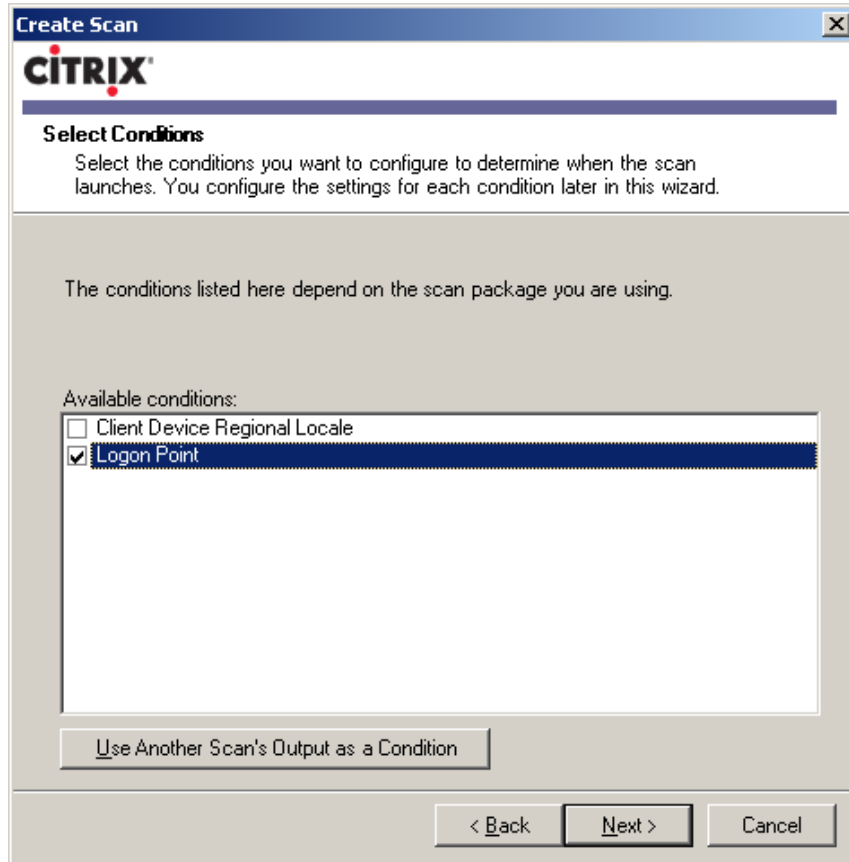 Create Scan
CiTRIX
Select Conditions
Select the conditions you want to configure to determine when the scan
launches. You configure the settings for each condition later in this wizard.
The conditions listed here depend on the scan package you are using.
Available conditions:
Client Device Regional Locale
Logon Point
Use Another Scan's Output as a Condition
< Back Next > Cancel